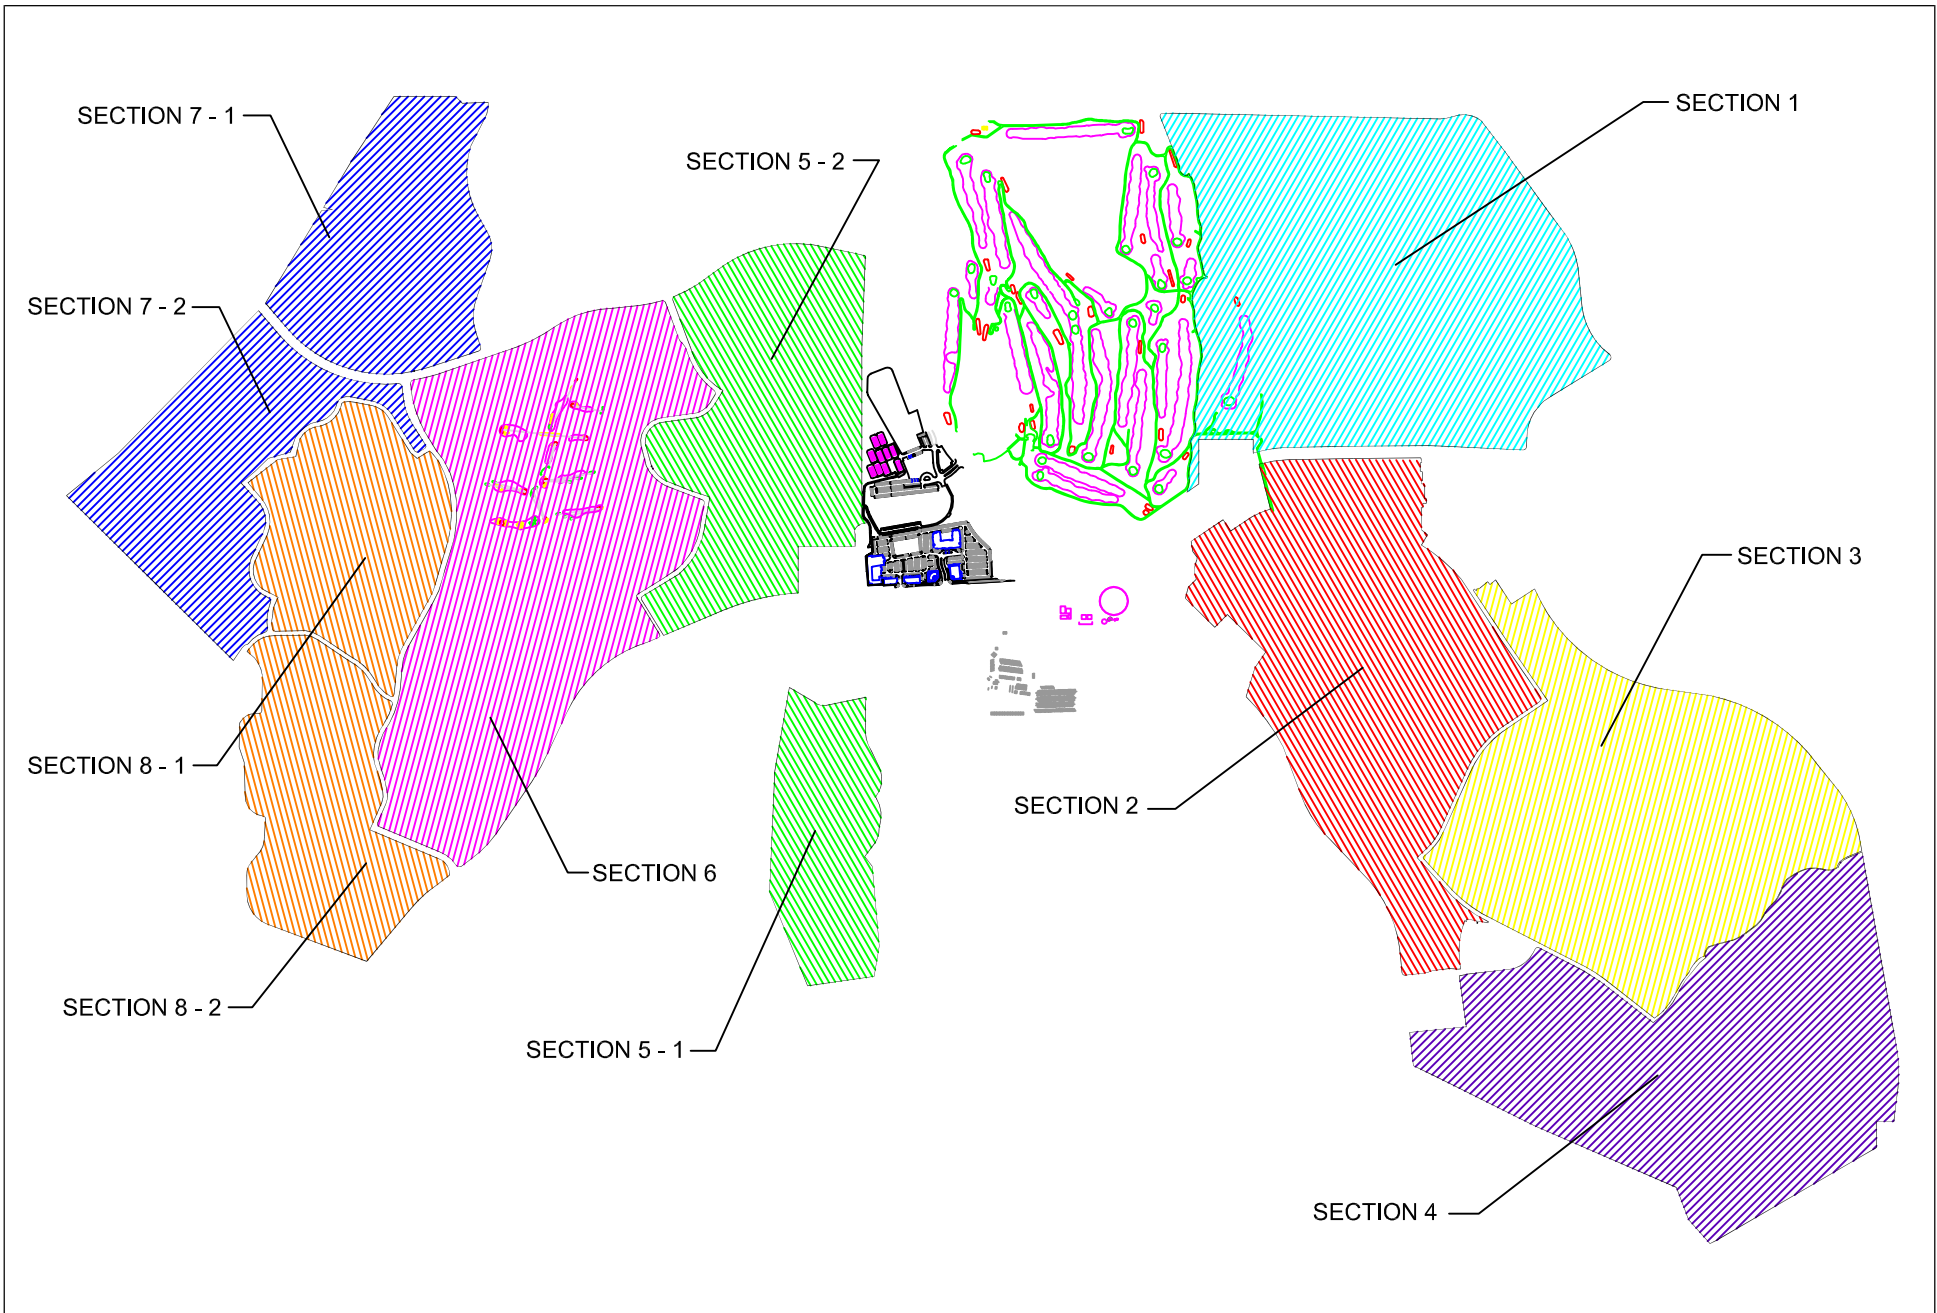 SECTION 1
SECTION 7 - 1
SECTION 5 - 2
SECTION 7 - 2
SECTION 3
SECTION 8 - 1
SECTION 2
SECTION 6
SECTION 8 - 2
SECTION 5 - 1
SECTION 4